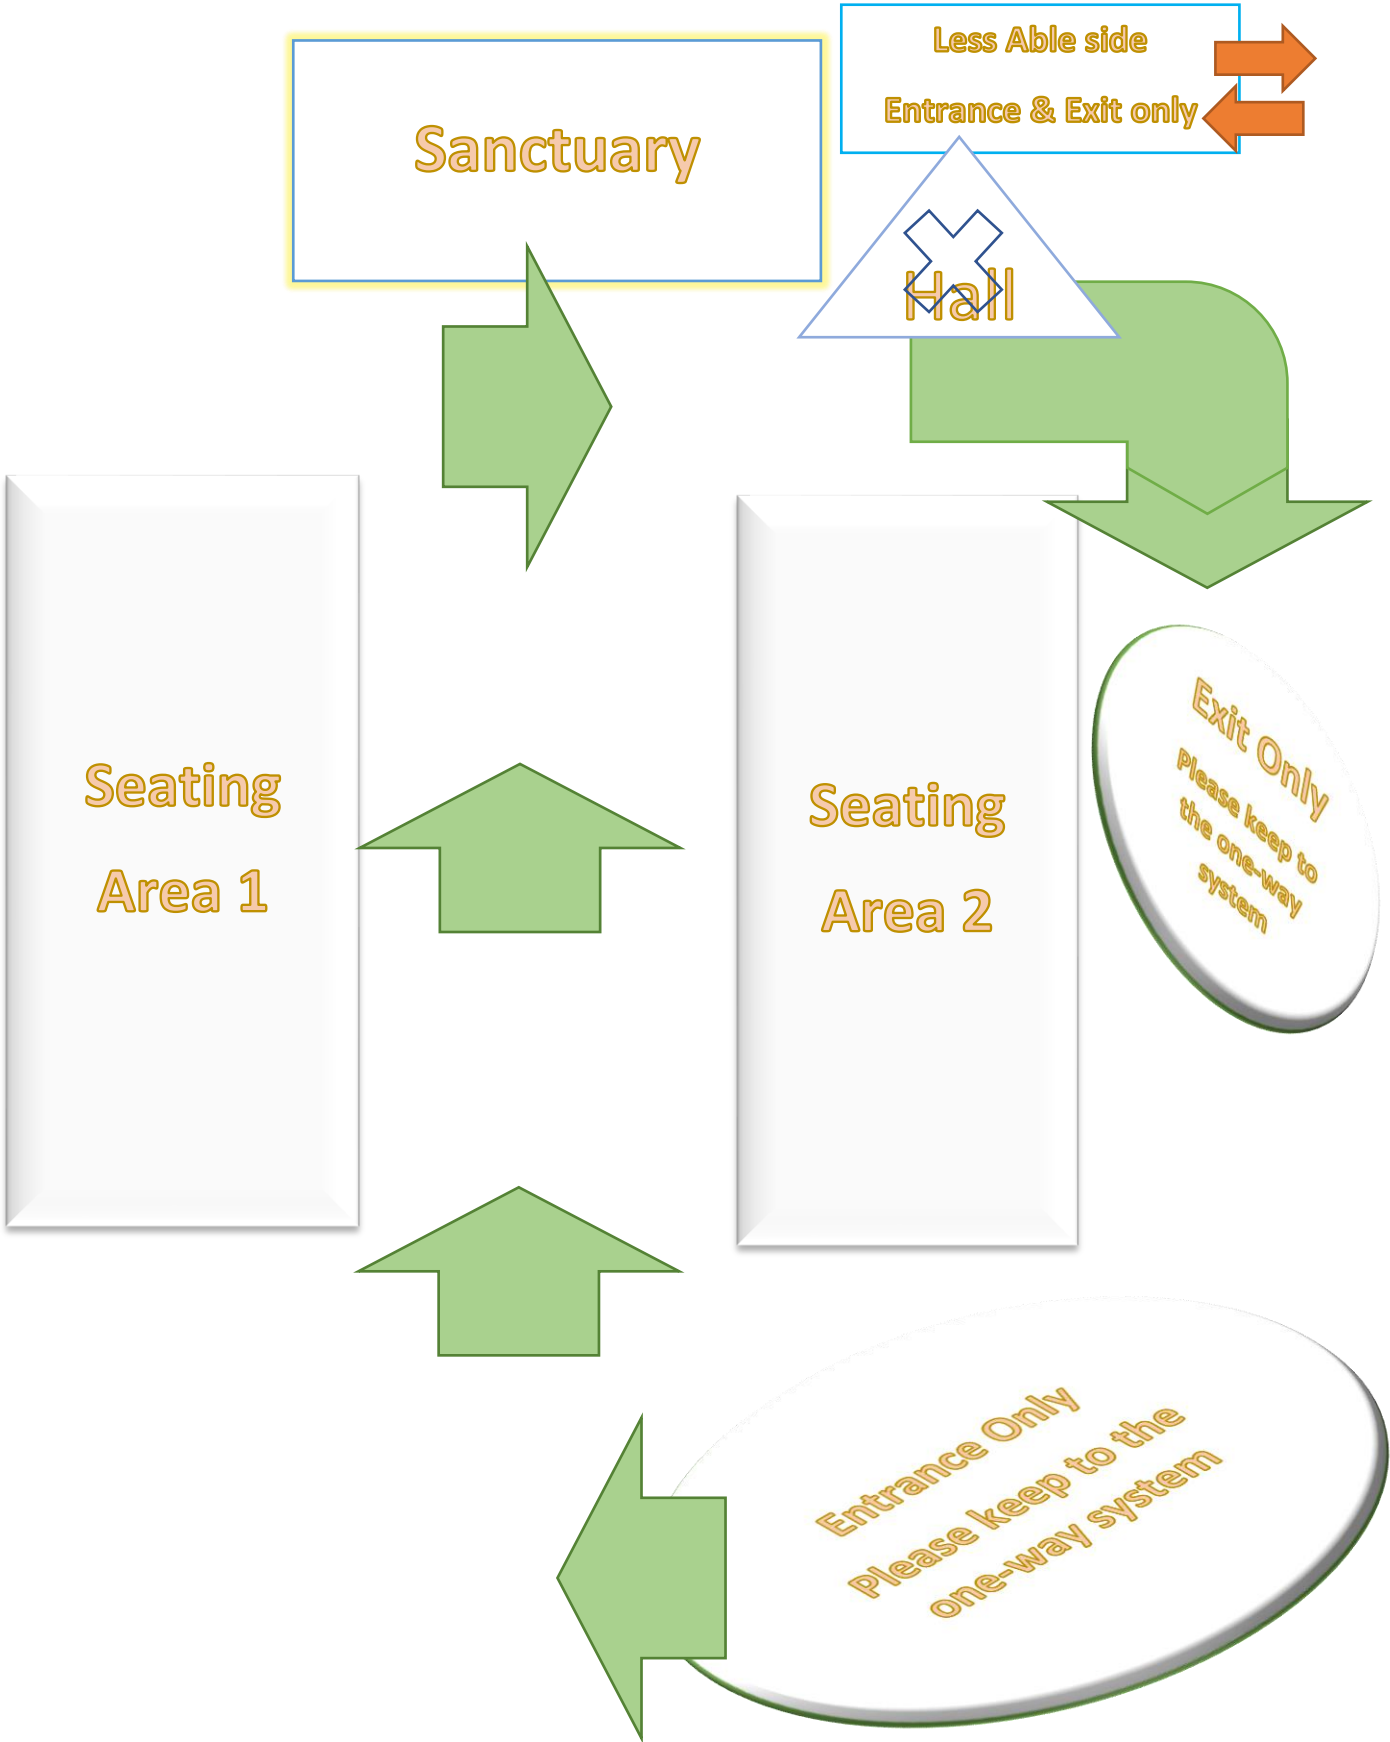 Less Able side
Entrance & Exit only
Sanctuary
Hall
Seating
Area 1
Seating
Area 2
Exit Only
Please keep to
the one-way
system
Entrance Only
Please keep to the
one-way system